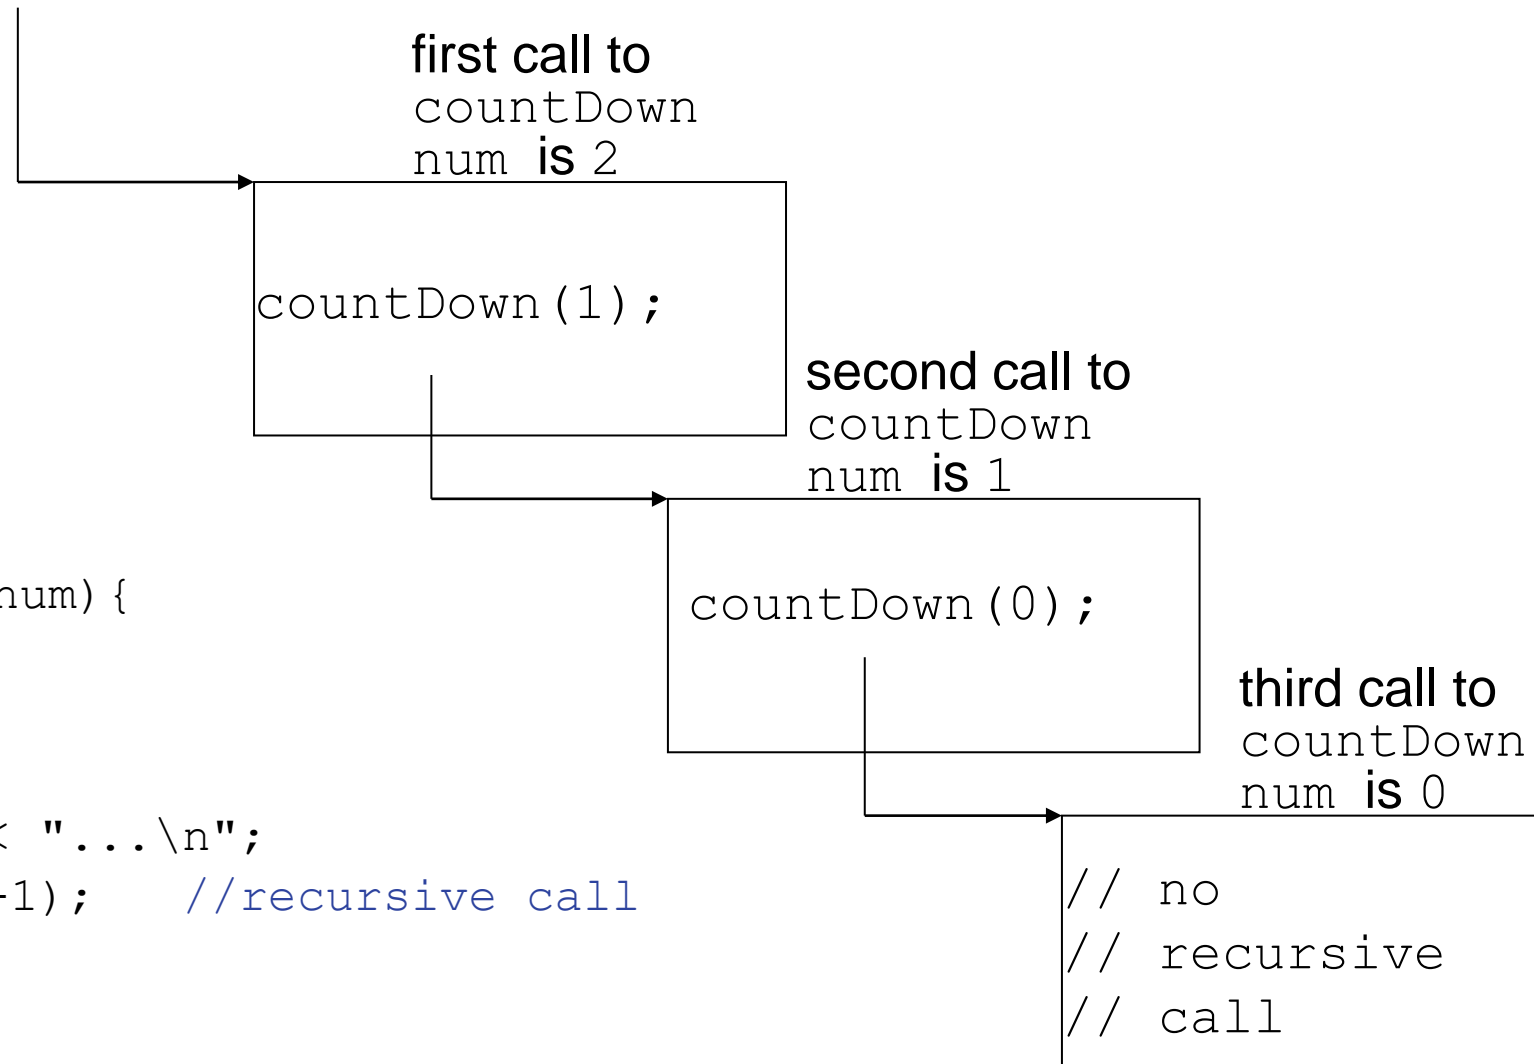 first call to
countDown
num is 2
countDown(1);
second call to
countDown
num is 1
num){
countDown(0);
third call to
countDown
num is 0
< "...\n";
1); //recursive call
// no
// recursive
// call